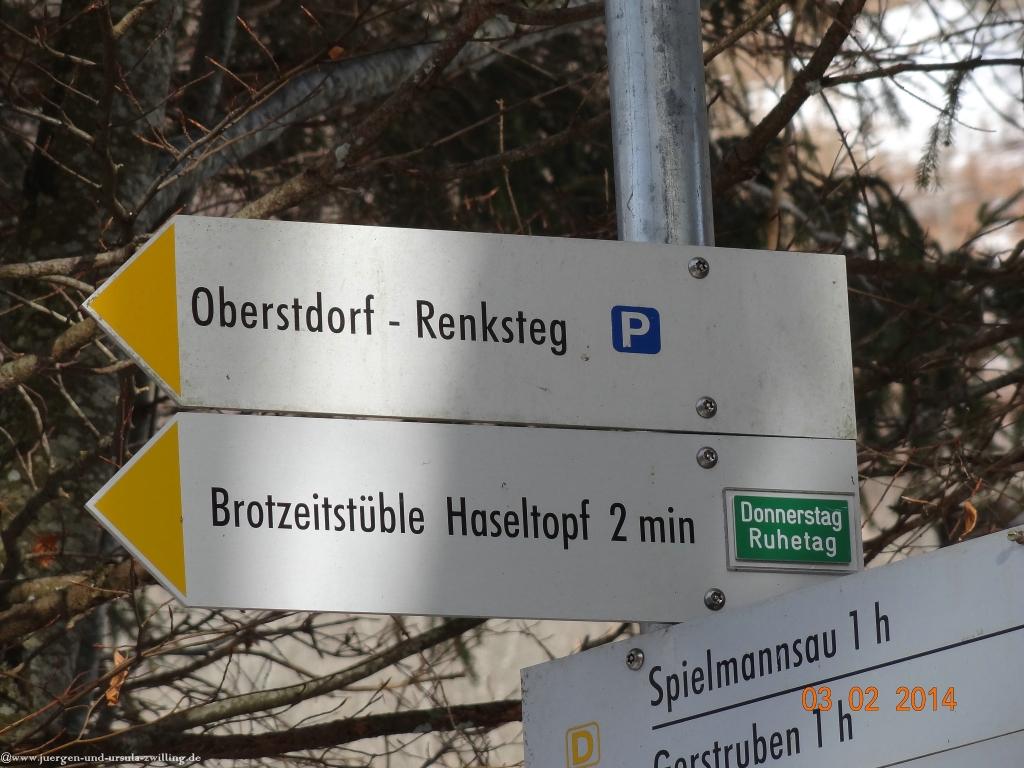 Oberstdorf - Renksteg P
Brotzeitstüble Haseltopf 2 min
Donnerstag
Ruhetag
Spielmannsau 1 h
03 02 2014
D
Gerstruben 1 h
@www.juergen-und-ursula-zwilling.de